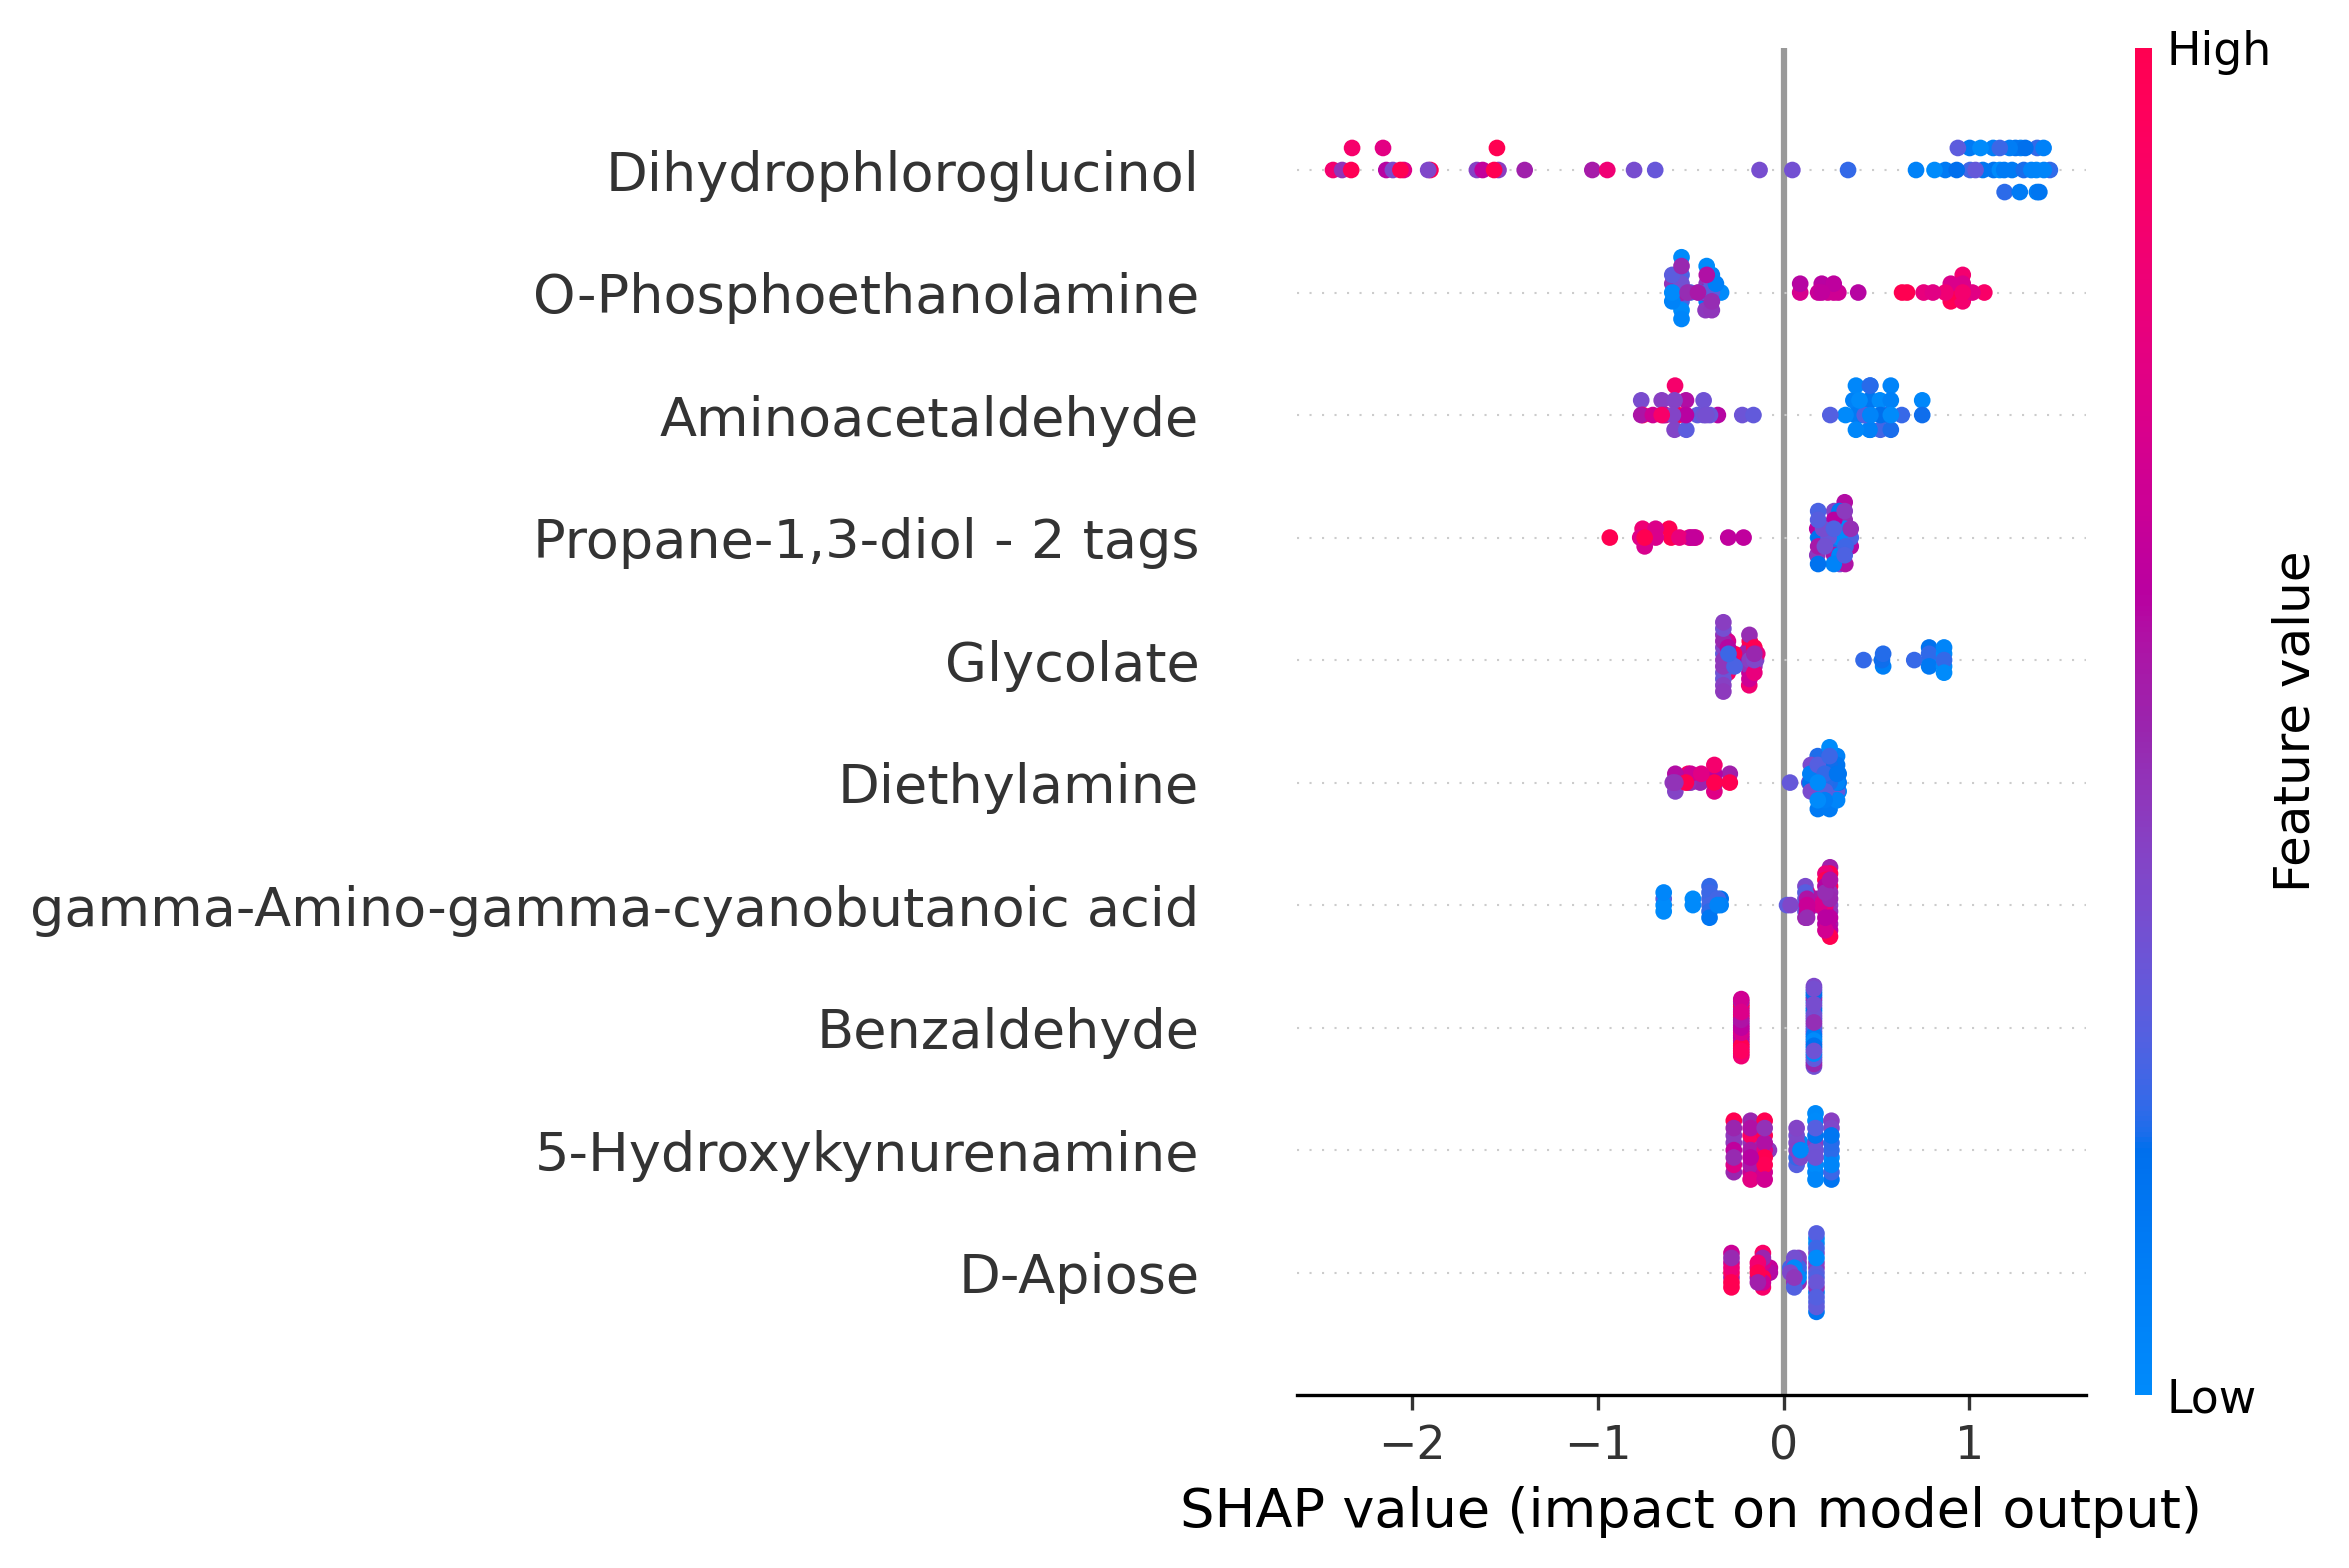 High
Dihydrophloroglucinol
O-Phosphoethanolamine
Aminoacetaldehyde
Propane-1,3-diol - 2 tags
Glycolate
Diethylamine
gamma-Amino-gamma-cyanobutanoic acid
Benzaldehyde
5-Hydroxykynurenamine
D-Apiose
Feature value
Low
−2 −1 0 1
SHAP value (impact on model output)